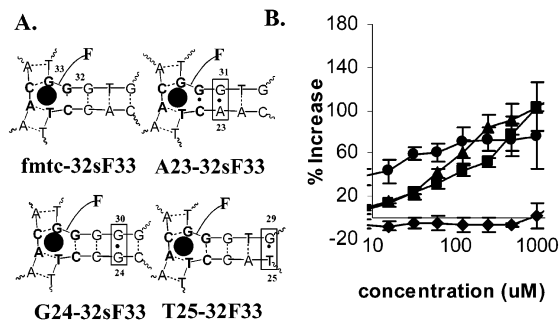 A.
B.
A T 33 F
32
C G G G T G
A C T C C A C
A T
fmtc-32sF33
A T F
31
C G G G T G
A C T C A A C
A T
23
A23-32sF33
A T F
30
C G G G G G
A T
24
G24-32sF33
A T F
29
C G G G T G
A C T C C A T
A T
25
T25-32F33
% Increase
180
140
100
60
20
-20
10 100 1000
concentration (uM)